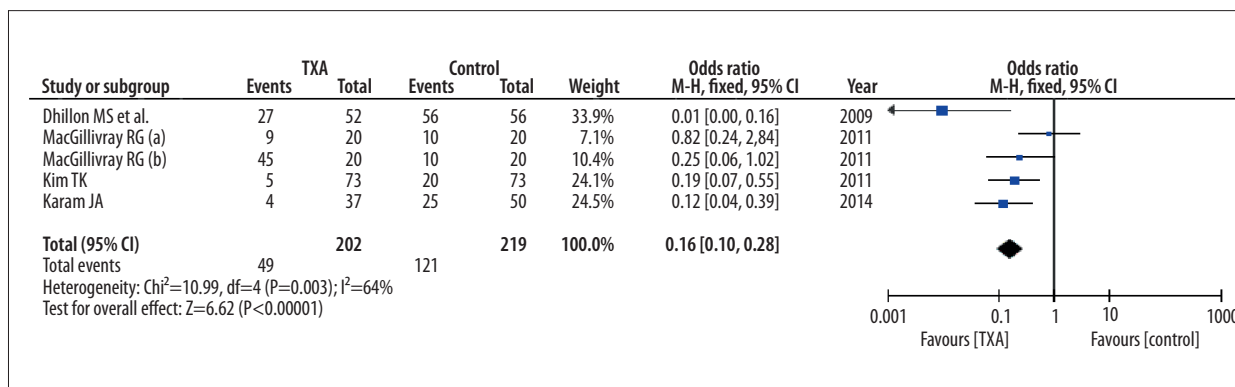 TXA Control Odds ratio Odds ratio
Study or subgroup Events Total Events Total Weight M-H, fixed, 95% CI Year M-H, fixed, 95% CI
Dhillon MS et al. 27 52 56 56 33.9% 0.01 [0.00, 0.16] 2009
MacGillivray RG (a) 9 20 10 20 7.1% 0.82 [0.24, 2,84] 2011
MacGillivray RG (b) 45 20 10 20 10.4% 0.25 [0.06, 1.02] 2011
Kim TK 5 73 20 73 24.1% 0.19 [0.07, 0.55] 2011
Karam JA 4 37 25 50 24.5% 0.12 [0.04, 0.39] 2014
Total (95% CI) 202 219 100.0% 0.16 [0.10, 0.28]
Total events 49 121
Heterogeneity: Chi²=10.99, df=4 (P=0.003); I²=64%
Test for overall effect: Z=6.62 (P<0.00001)
0.001 0.1 1 10 1000
Favours [TXA] Favours [control]